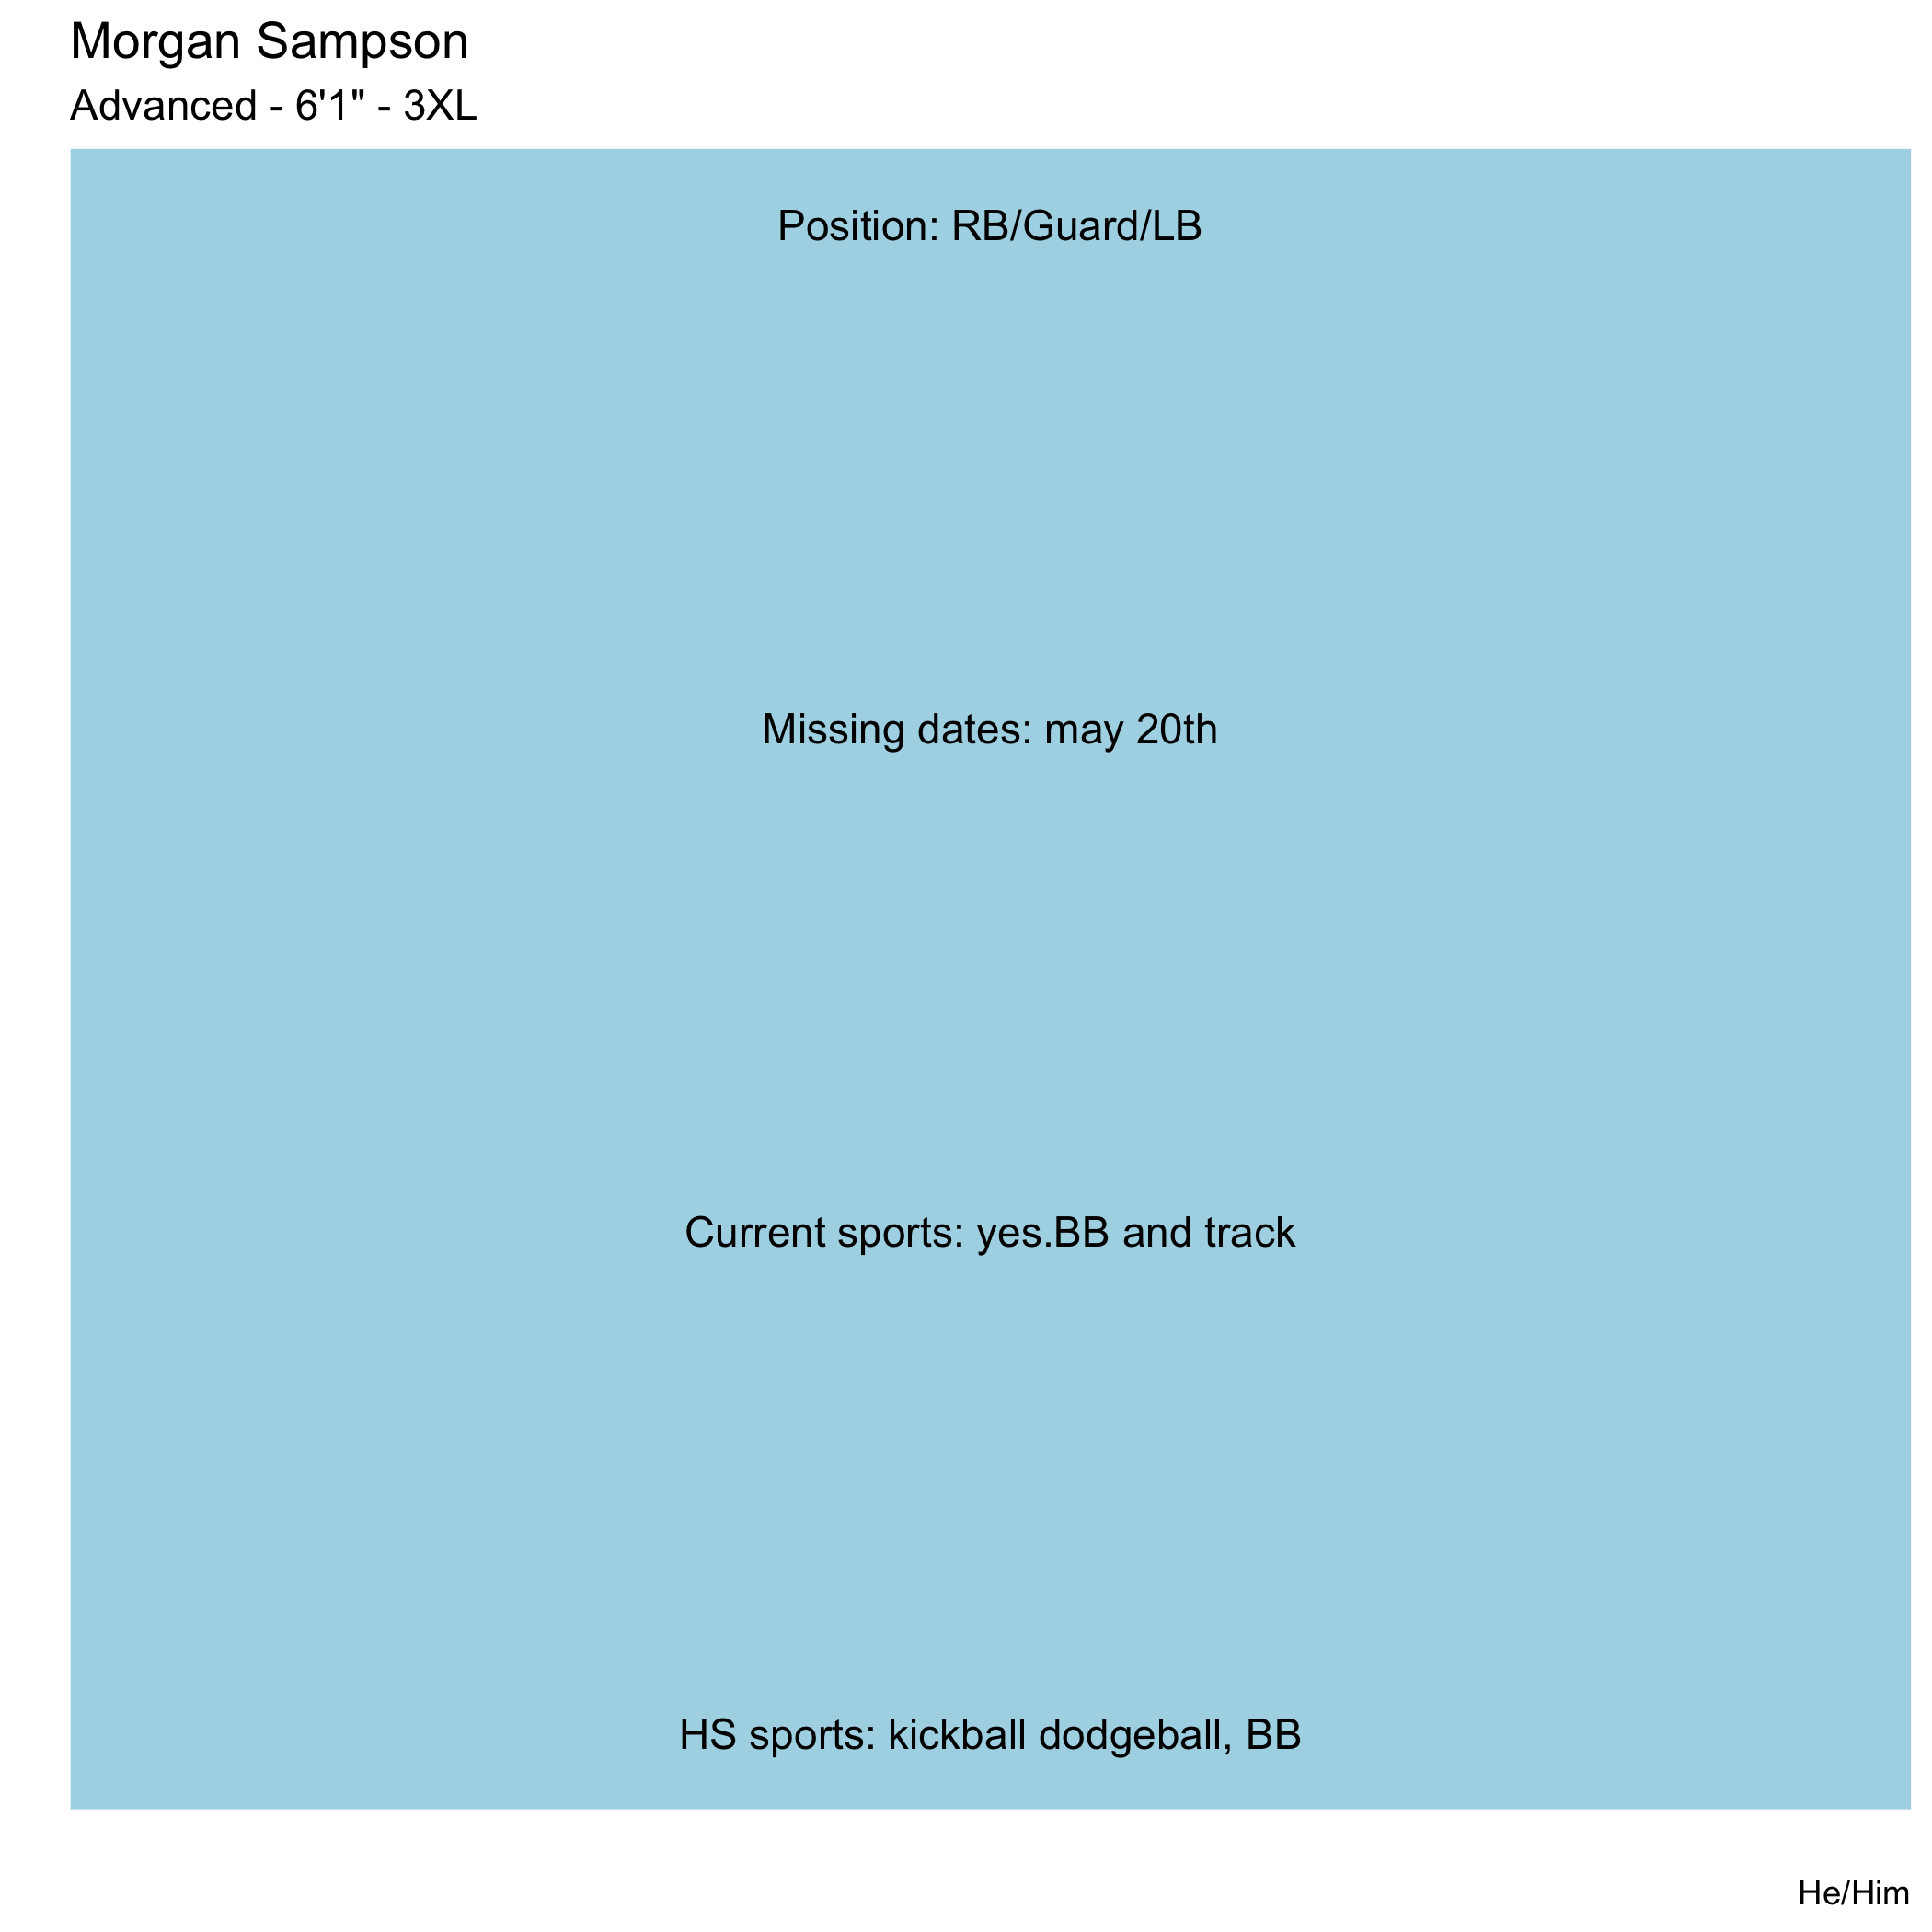 Morgan Sampson
Advanced - 6'1" - 3XL
Position: RB/Guard/LB
Missing dates: may 20th
Current sports: yes.BB and track
HS sports: kickball dodgeball, BB
He/Him